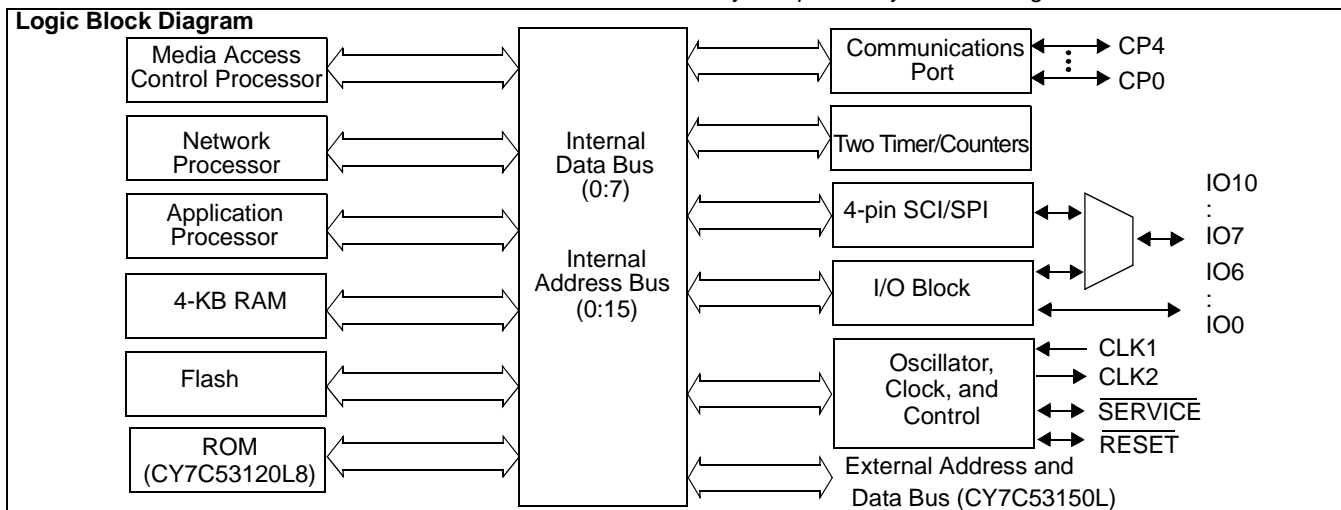 Logic Block Diagram
Media Access
Control Processor
Network
Processor
Application
Processor
4-KB RAM
Flash
ROM
(CY7C53120L8)
Internal
Data Bus
(0:7)
Internal
Address Bus
(0:15)
Communications
Port
CP4
CP0
Two Timer/Counters
4-pin SCI/SPI
I/O Block
IO10
:
IO7
IO6
:
IO0
Oscillator,
Clock, and
Control
CLK1
CLK2
SERVICE
RESET
External Address and
Data Bus (CY7C53150L)